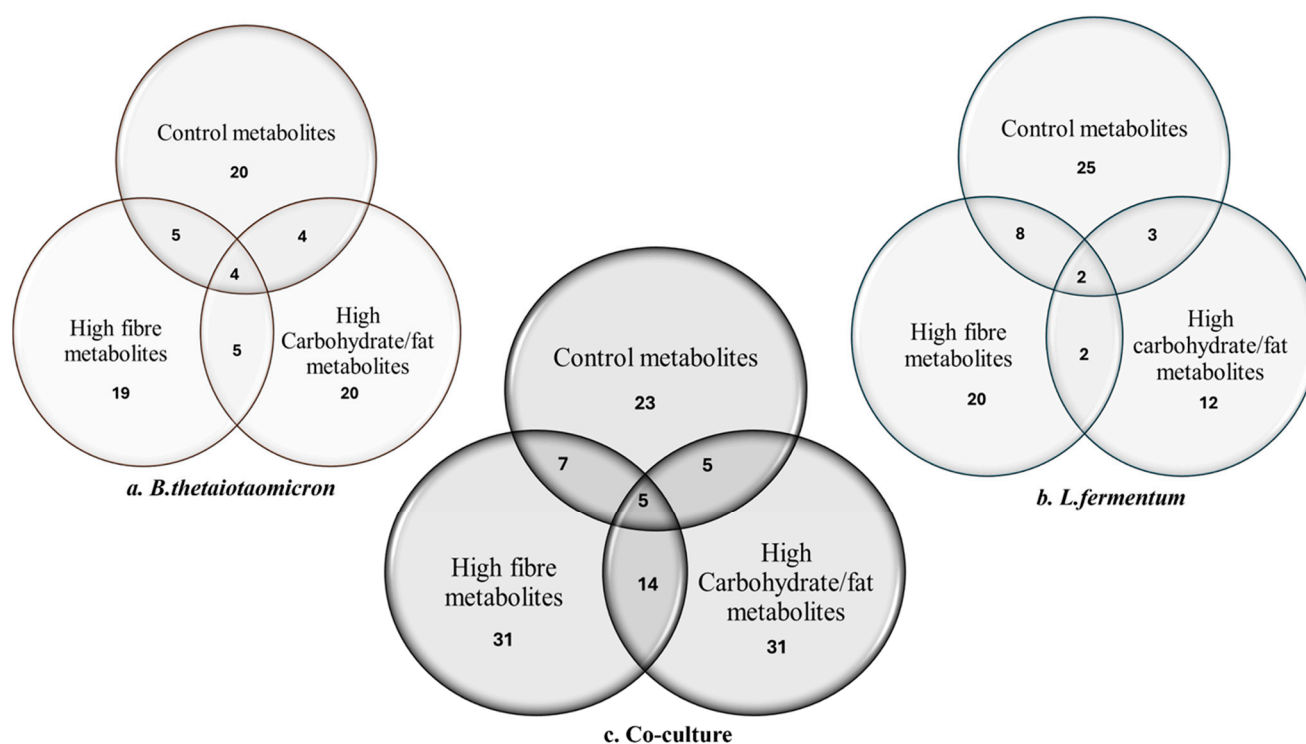 Control metabolites
20
5
4
4
High fibre
metabolites
19
5
High
Carbohydrate/fat
metabolites
20
a. B.thetaiotaomicron
Control metabolites
25
8
3
2
High fibre
metabolites
20
2
High
carbohydrate/fat
metabolites
12
b. L.fermentum
Control metabolites
23
7
5
5
High fibre
metabolites
31
14
High
Carbohydrate/fat
metabolites
31
c. Co-culture